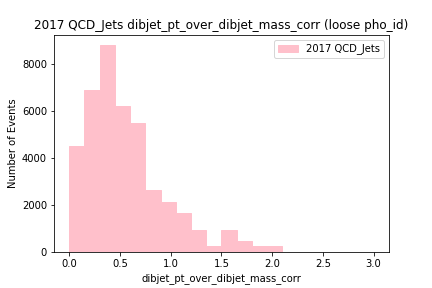 2017 QCD_Jets dibjet_pt_over_dibjet_mass_corr (loose pho_id)
2017 QCD_Jets
Number of Events
8000
6000
4000
2000
0
0.0 0.5 1.0 1.5 2.0 2.5 3.0
dibjet_pt_over_dibjet_mass_corr